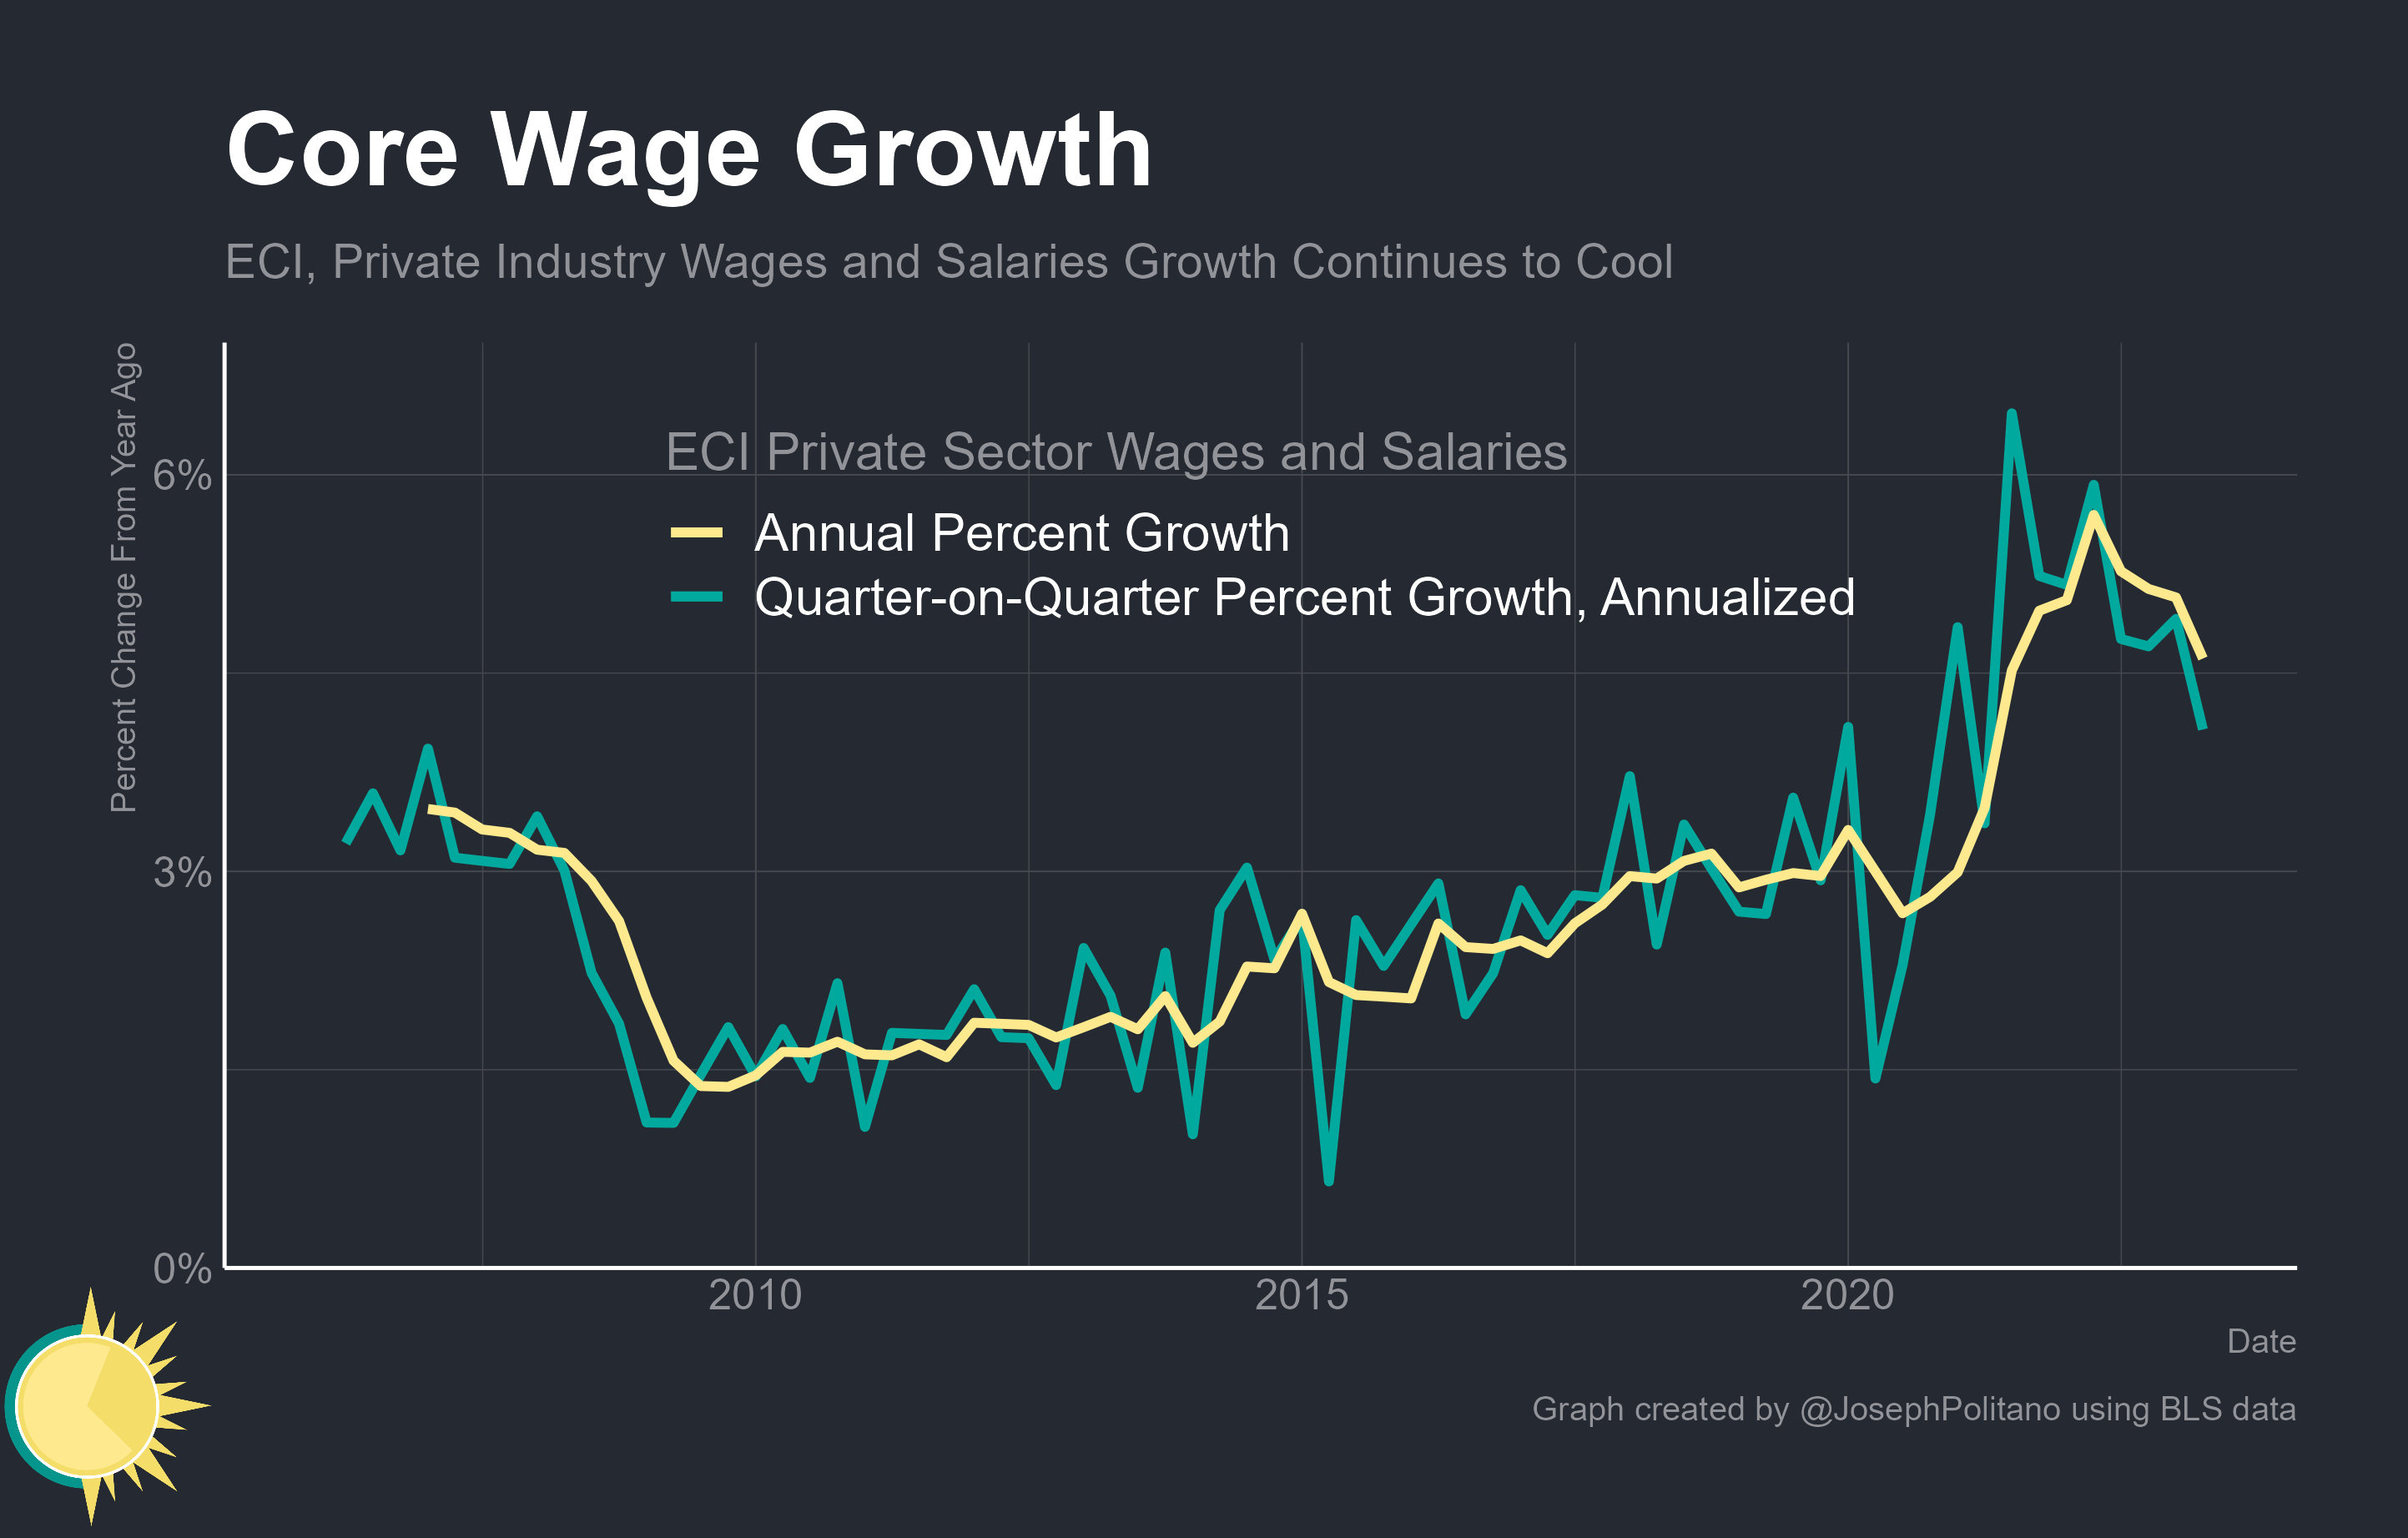 Core Wage Growth
ECI, Private Industry Wages and Salaries Growth Continues to Cool
Percent Change From Year Ago
6%
3%
0%
ECI Private Sector Wages and Salaries
Annual Percent Growth
Quarter-on-Quarter Percent Growth, Annualized
2010
2015
2020
Date
Graph created by @JosephPolitano using BLS data